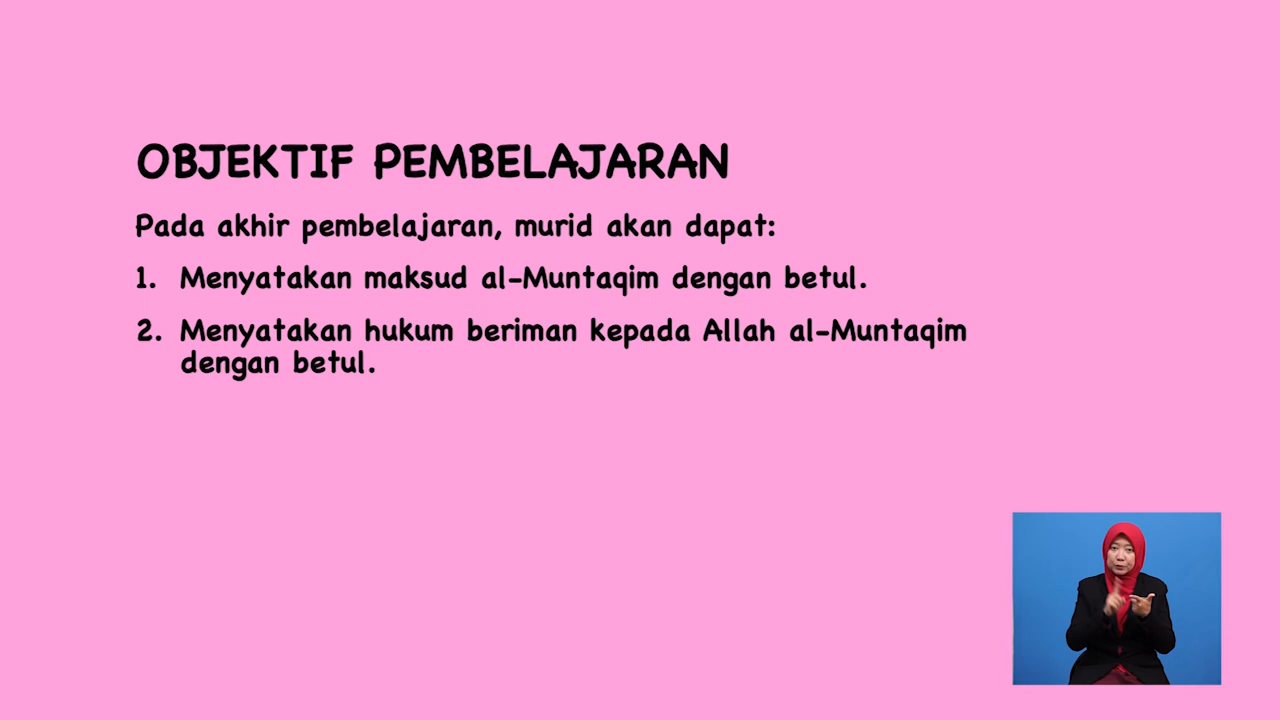 OBJEKTIF PEMBELAJARAN
Pada akhir pembelajaran, murid akan dapat:
1. Menyatakan maksud al-Muntaqim dengan betul.
2. Menyatakan hukum beriman kepada Allah al-Muntaqim
dengan betul.